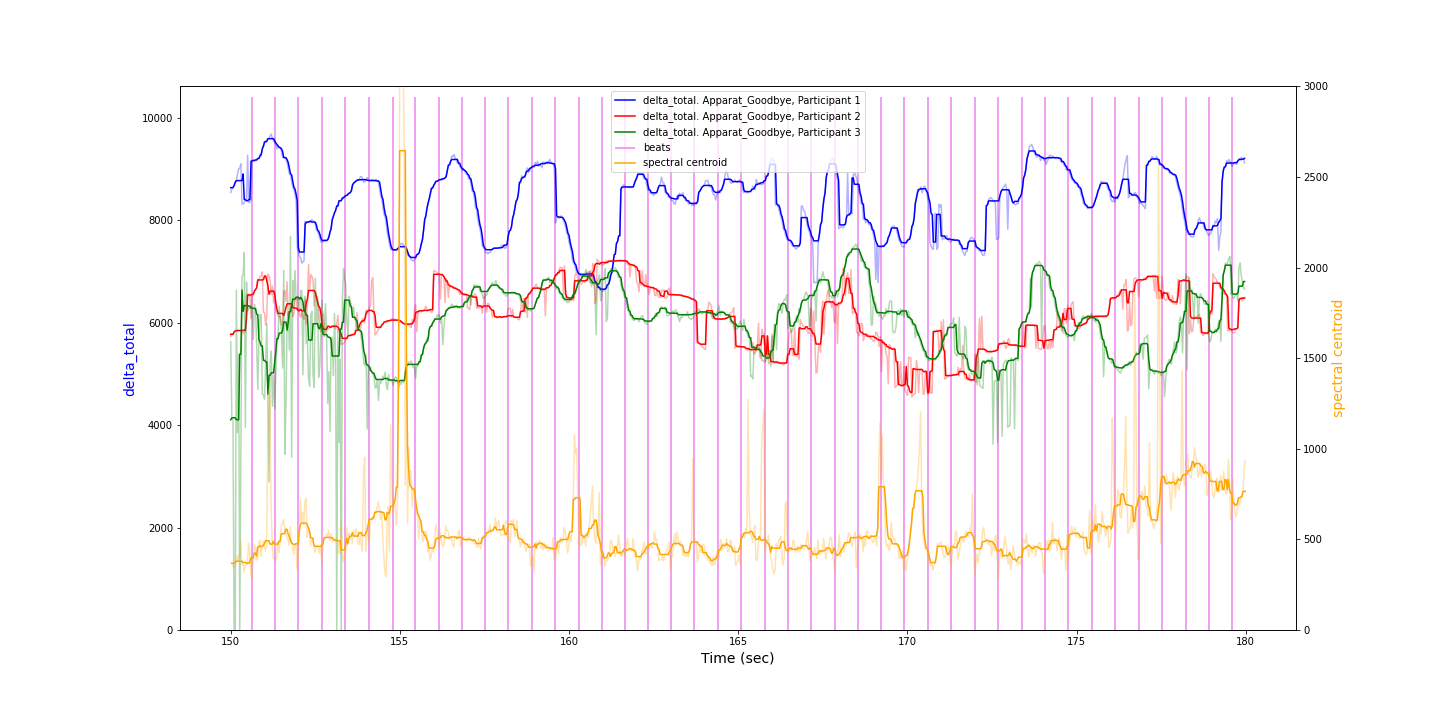 delta_total. Apparat_Goodbye, Participant 1
delta_total. Apparat_Goodbye, Participant 2
delta_total. Apparat_Goodbye, Participant 3
beats
spectral centroid
delta_total
10000
8000
6000
4000
2000
0
3000
2500
2000
1500
1000
500
0
spectral centroid
150 155 160 165 170 175 180
Time (sec)